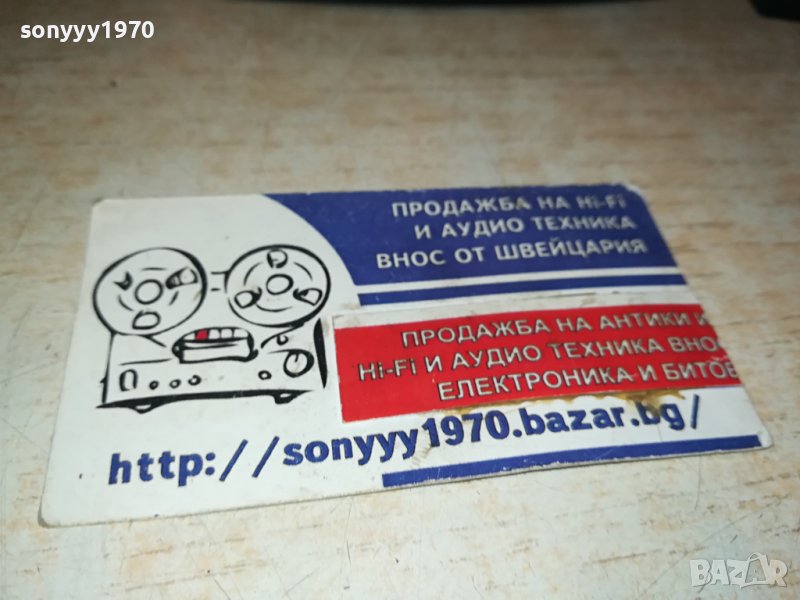 sonyyy1970
ПРОДАЖБА НА Hi-Fi
И АУДИО ТЕХНИКА
ВНОС ОТ ШВЕЙЦАРИЯ
ПРОДАЖБА НА АНТИКИ И
Hi-Fi И АУДИО ТЕХНИКА ВНО
ЕЛЕКТРОНИКА И БИТОВ
http://sonyyy1970.bazar.bg/
BAZAR